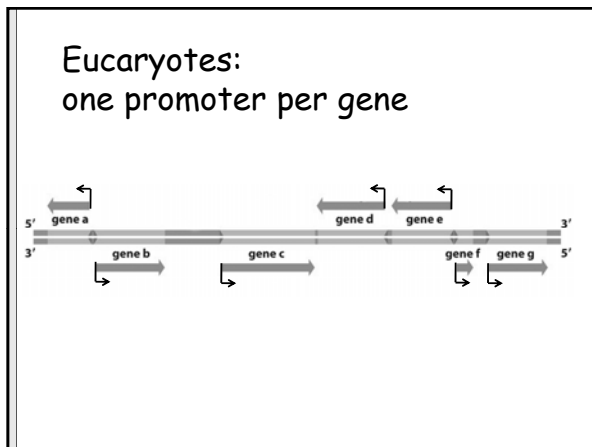 Eucaryotes:
one promoter per gene
gene a
gene d
gene e
5'
3'
3'
5'
gene b
gene c
gene f
gene g